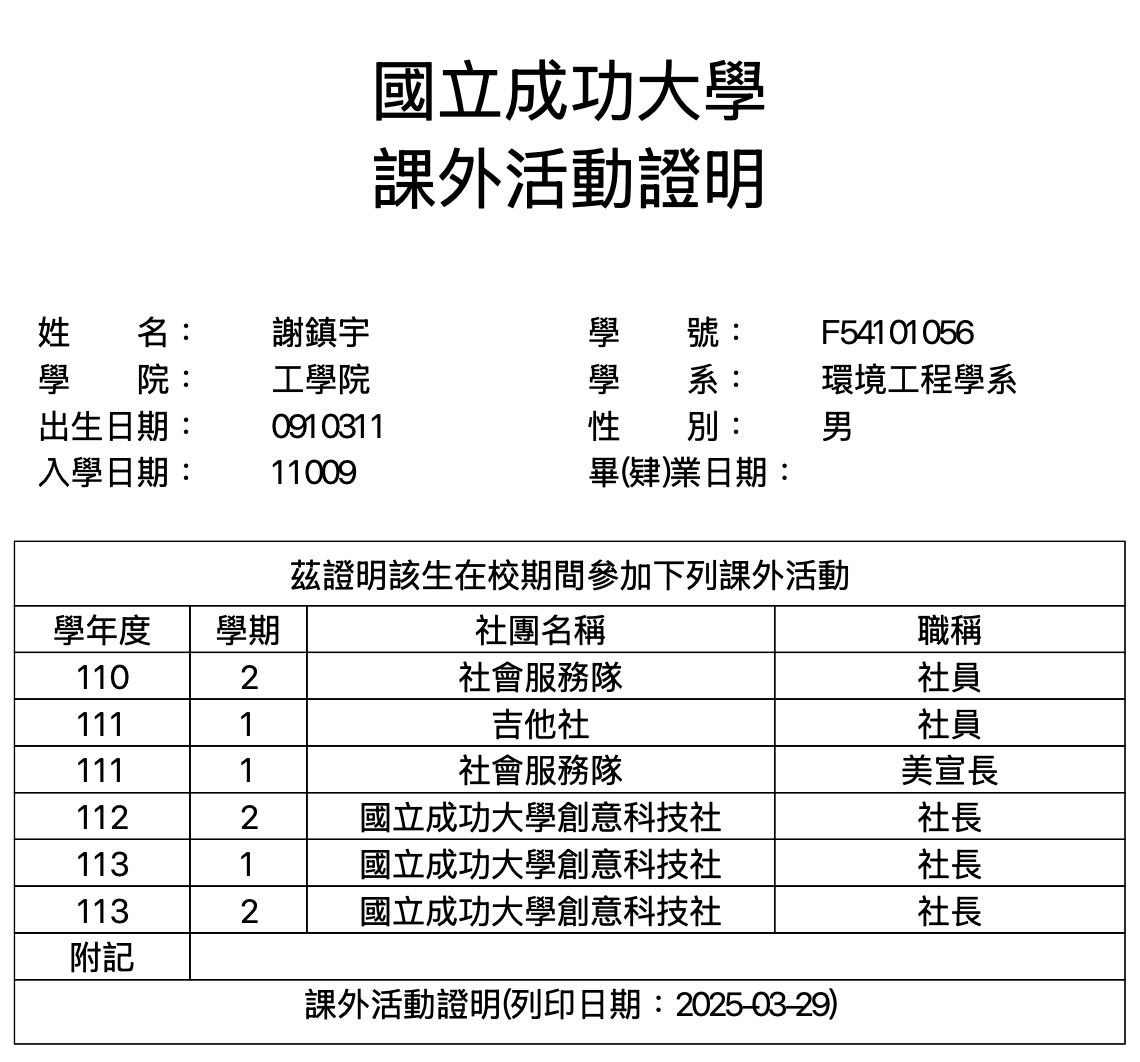 國立成功大學
課外活動證明
姓 名： 謝鎮宇 學 號： F54101056
學 院： 工學院 學 系： 環境工程學系
出生日期： 0910311 性 別： 男
入學日期： 11009 畢(肄)業日期：
茲證明該生在校期間參加下列課外活動
學年度 學期 社團名稱 職稱
110 2 社會服務隊 社員
111 1 吉他社 社員
111 1 社會服務隊 美宣長
112 2 國立成功大學創意科技社 社長
113 1 國立成功大學創意科技社 社長
113 2 國立成功大學創意科技社 社長
附記
課外活動證明(列印日期：2025-03-29)